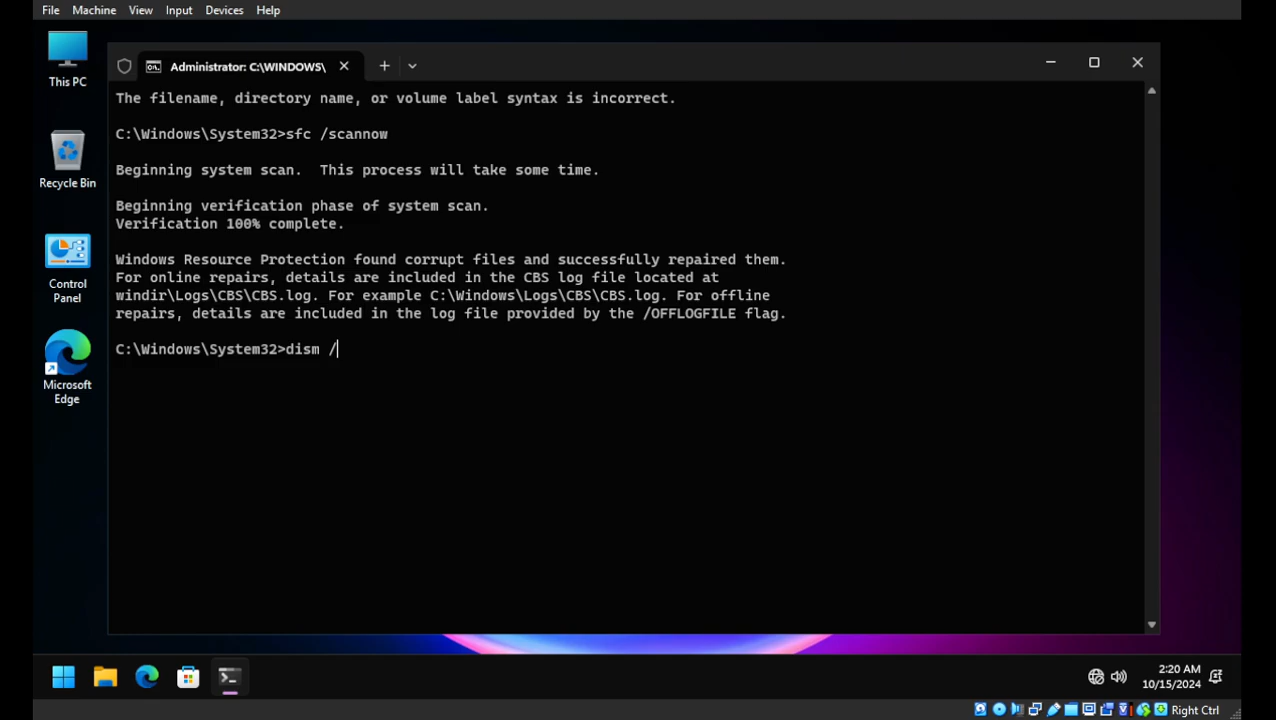 File Machine View Input Devices Help
This PC
Recycle Bin
Control
Panel
Microsoft
Edge
Administrator: C:\WINDOWS\
The filename, directory name, or volume label syntax is incorrect.
C:\Windows\System32>sfc /scannow
Beginning system scan.  This process will take some time.
Beginning verification phase of system scan.
Verification 100% complete.
Windows Resource Protection found corrupt files and successfully repaired them.
For online repairs, details are included in the CBS log file located at
windir\Logs\CBS\CBS.log. For example C:\Windows\Logs\CBS\CBS.log. For offline
repairs, details are included in the log file provided by the /OFFLOGFILE flag.
C:\Windows\System32>dism /
2:20 AM
10/15/2024
Right Ctrl